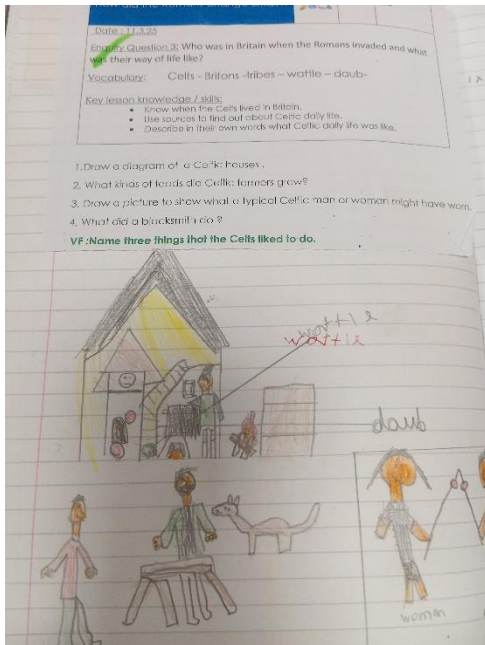 Date : 11.3.25
Enquiry Question 3: Who was in Britain when the Romans invaded and what
was their way of life like?
Vocabulary: Celts - Britons -tribes – wattle – daub-
Key lesson knowledge / skills:
• Know when the Celts lived in Britain.
• Use sources to find out about Celtic daily life.
• Describe in their own words what Celtic daily life was like.
1.Draw a diagram of a Celtic houses.
2. What kinds of foods did Celtic farmers grow?
3. Draw a picture to show what a typical Celtic man or woman might have worn.
4. What did a blacksmith do ?
VF :Name three things that the Celts liked to do.
wattle
wattle
daub
woman